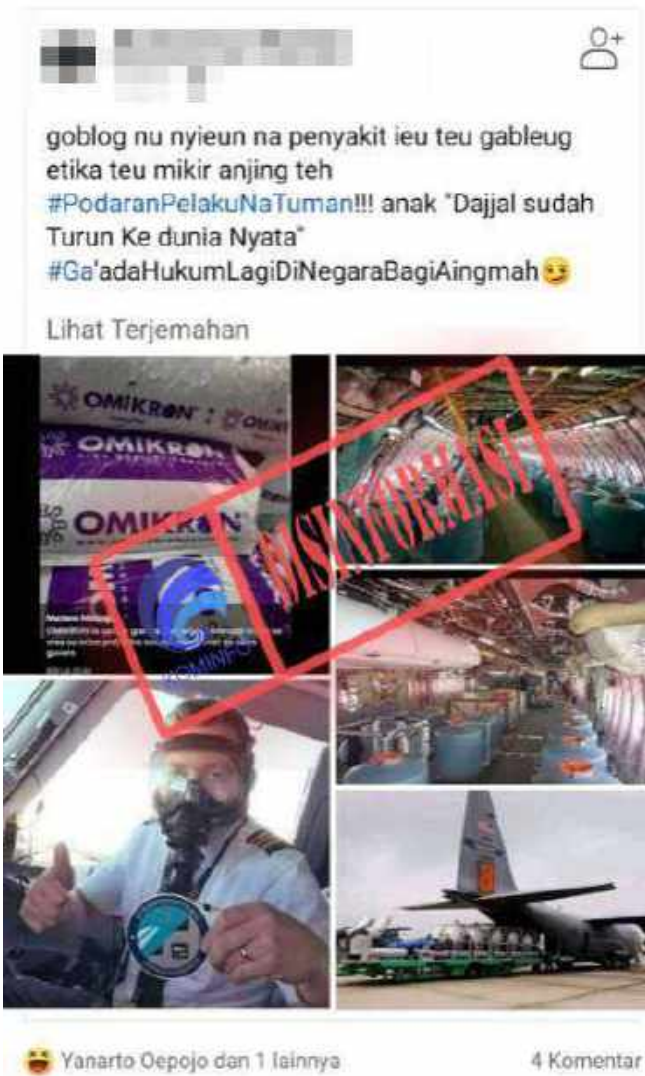 goblog nu nyieun na penyakit ieu teu gableug
etika teu mikir anjing teh
#PodaranPelakuNaTuman!!! anak "Dajjal sudah
Turun Ke dunia Nyata"
#Ga'adaHukumLagiDiNegaraBagiAingmah
Lihat Terjemahan
OMIKRON
OMIKRON
OMIKRON
DISINFORMASI
KOMINFO
Yanarto Oepojo dan 1 lainnya
4 Komentar